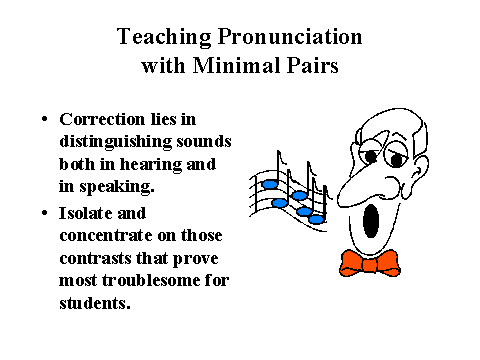 Teaching Pronunciation
with Minimal Pairs
• Correction lies in
distinguishing sounds
both in hearing and
in speaking.
• Isolate and
concentrate on those
contrasts that prove
most troublesome for
students.